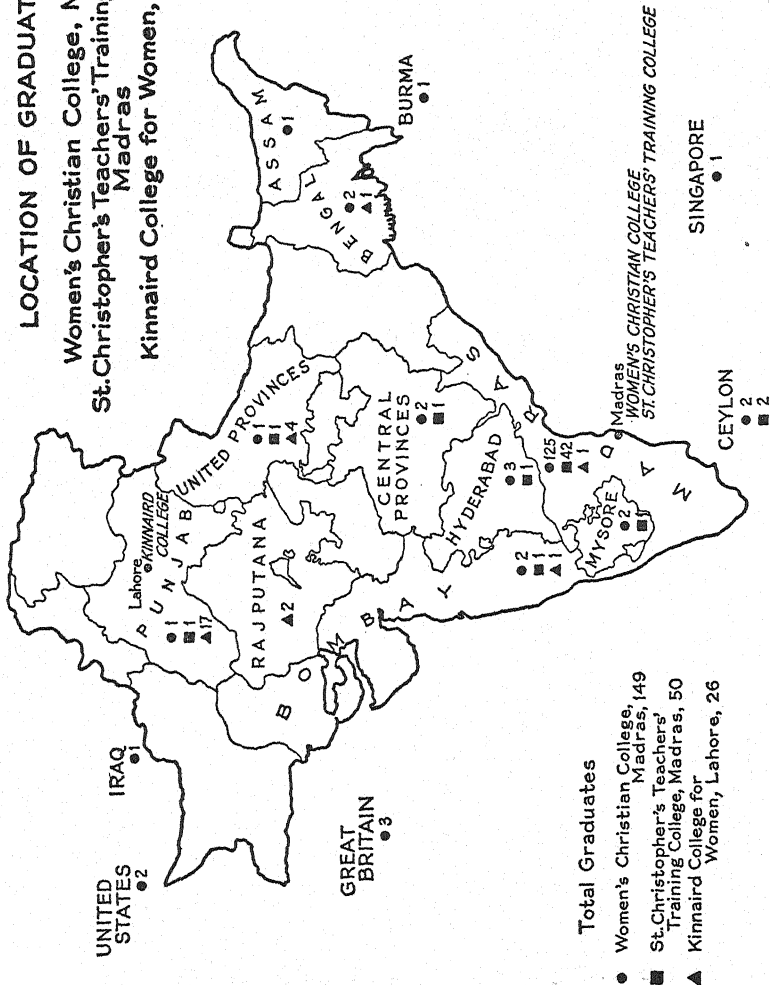 LOCATION OF GRADUAT
Women's Christian College, M
St.Christopher's Teachers' Training
Madras
Kinnaird College for Women,
ASSAM
1
BURMA
1
BENGAL
2
1
UNITED PROVINCES
1
1
4
Lahore
KINNAIRD
COLLEGE
PUNJAB
1
1
17
RAJPUTANA
2
CENTRAL
PROVINCES
2
1
HYDERABAD
3
1
BOMBAY
2
1
1
MADRAS
125
42
1
MYSORE
2
1
Madras
WOMEN'S CHRISTIAN COLLEGE
ST. CHRISTOPHER'S TEACHERS' TRAINING COLLEGE
SINGAPORE
1
CEYLON
2
2
IRAQ
1
UNITED
STATES
2
GREAT
BRITAIN
3
Total Graduates
Women's Christian College,
Madras, 149
St.Christopher's Teachers'
Training College, Madras, 50
Kinnaird College for
Women, Lahore, 26